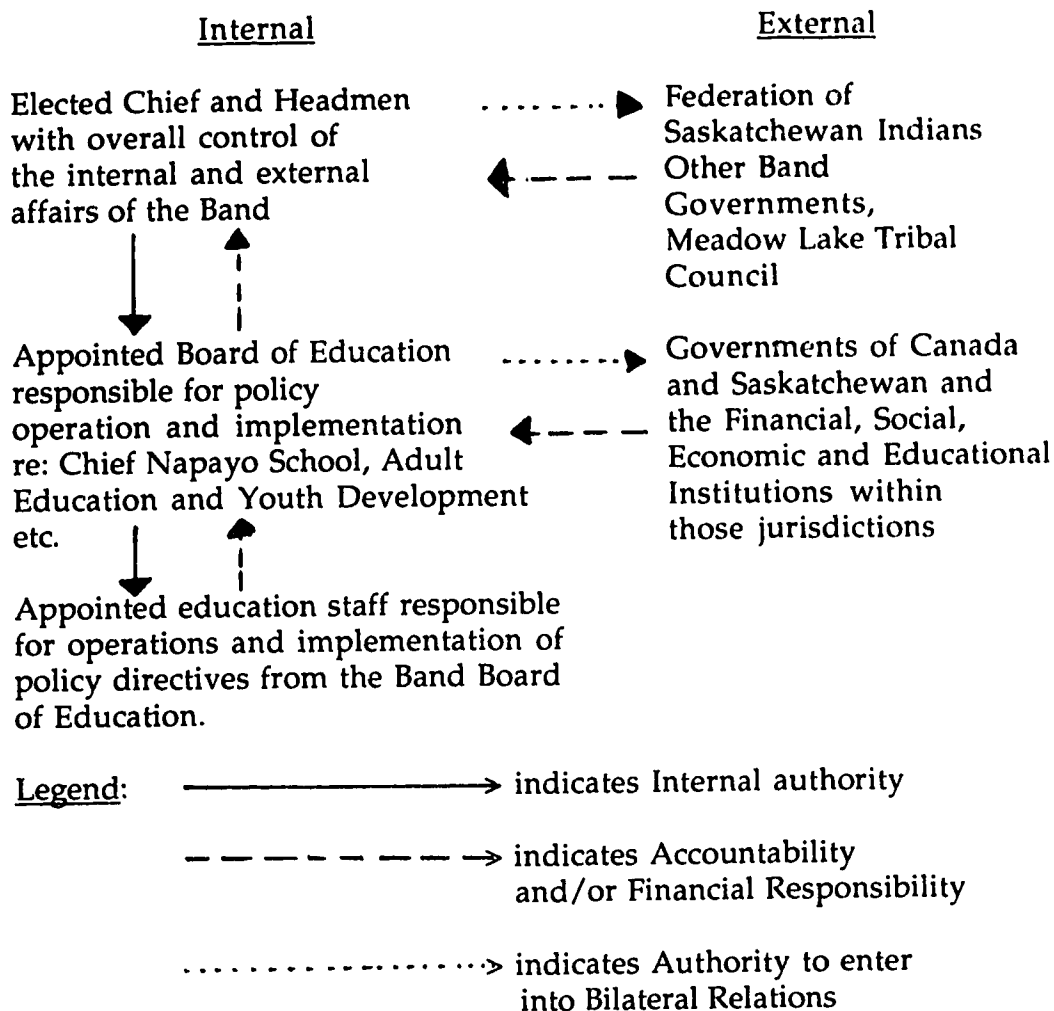 Internal
External
Elected Chief and Headmen
with overall control of
the internal and external
affairs of the Band
Federation of
Saskatchewan Indians
Other Band
Governments,
Meadow Lake Tribal
Council
Appointed Board of Education
responsible for policy
operation and implementation
re: Chief Napayo School, Adult
Education and Youth Development
etc.
Governments of Canada
and Saskatchewan and
the Financial, Social,
Economic and Educational
Institutions within
those jurisdictions
Appointed education staff responsible
for operations and implementation of
policy directives from the Band Board
of Education.
Legend:
indicates Internal authority
indicates Accountability
and/or Financial Responsibility
indicates Authority to enter
into Bilateral Relations